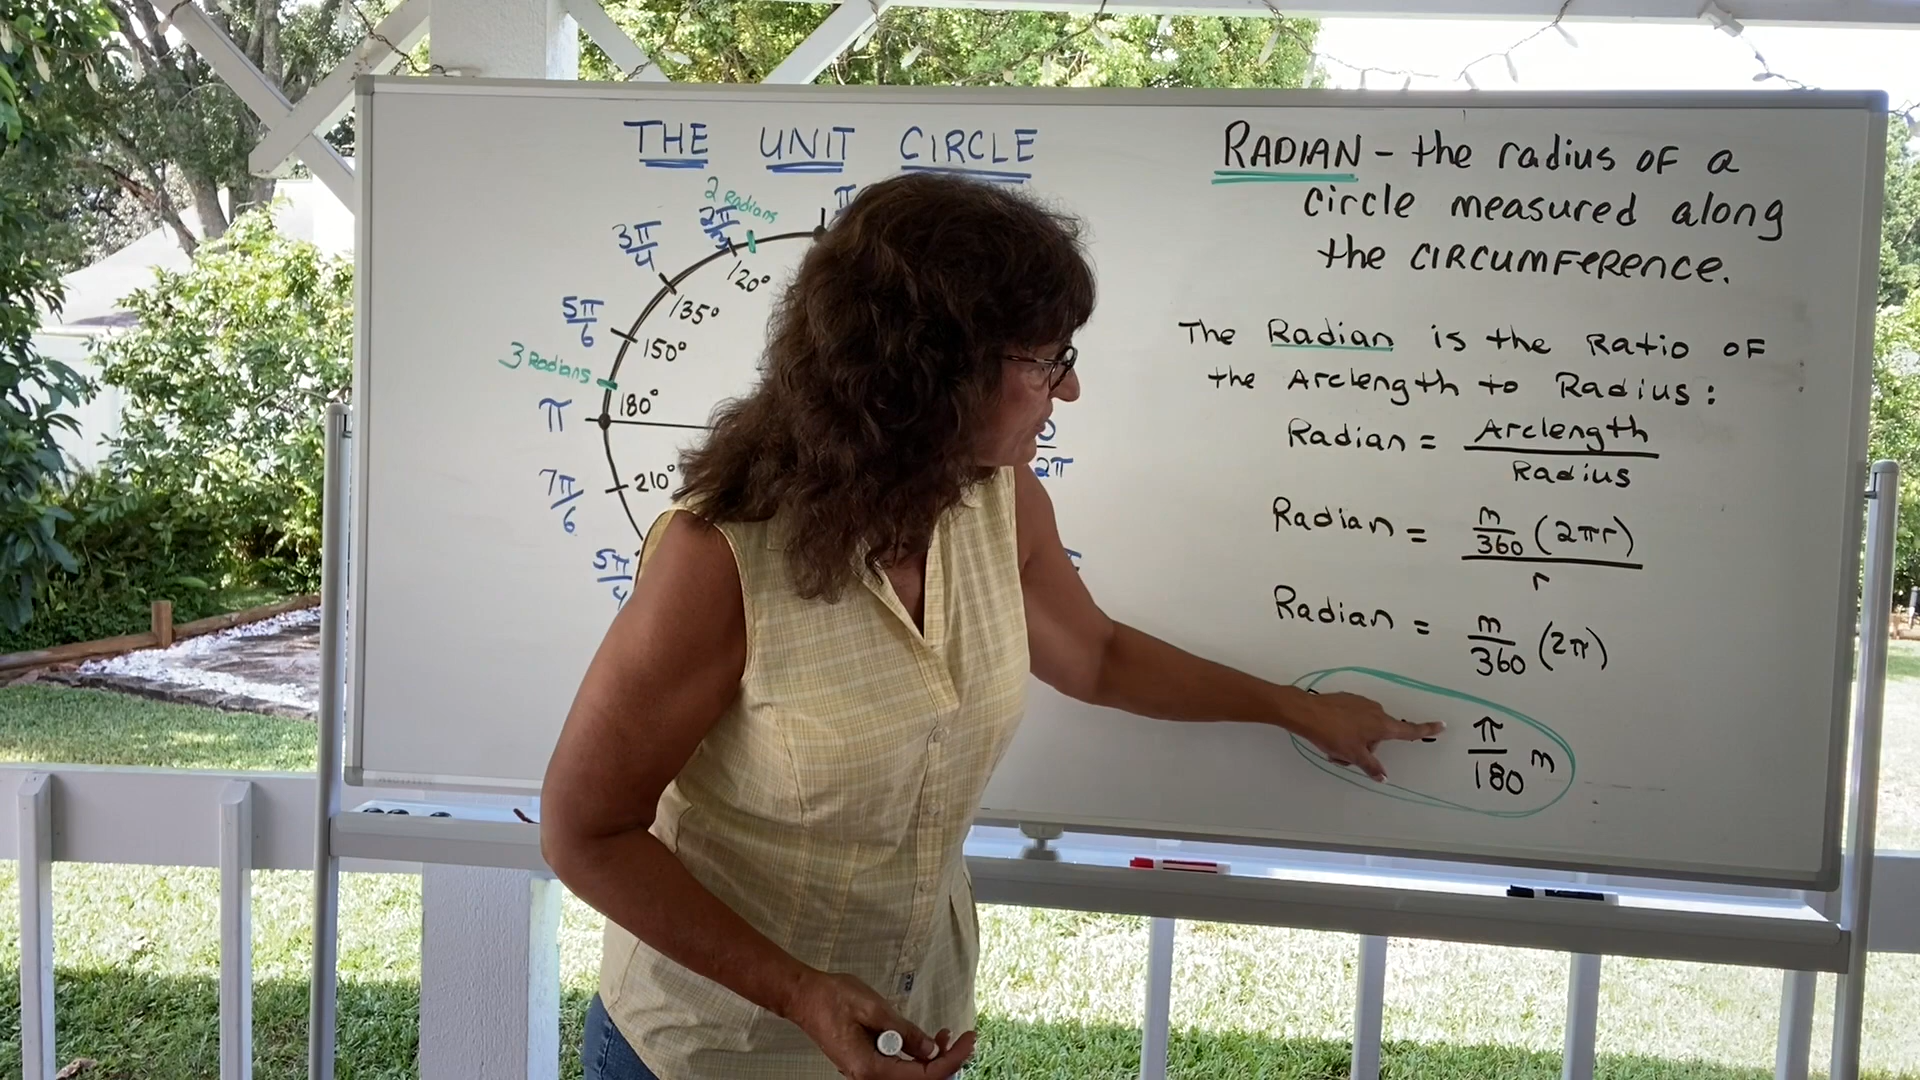 THE UNIT CIRCLE
2 Radians
π
2π/3
3π/4
120°
135°
5π/6
150°
3 Radians
180°
π
210°
7π/6
2π
5π/4
RADIAN - the radius OF a
circle measured along
the CIRCUMFERENCE.
The Radian is the Ratio OF
the Arclength to Radius:
Radian = Arclength
Radius
Radian = m/360 (2πr)
r
Radian = m/360 (2π)
= π/180 m